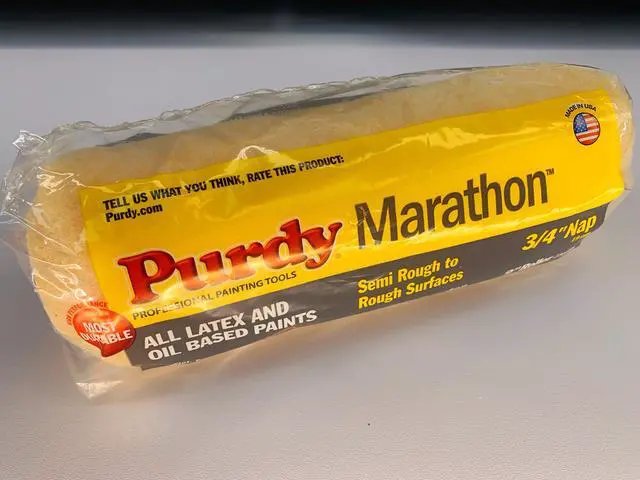 MADE IN USA
TELL US WHAT YOU THINK, RATE THIS PRODUCT:
Purdy.com
Purdy Marathon™
PROFESSIONAL PAINTING TOOLS
3/4" Nap
Semi Rough to
Rough Surfaces
MOST
DURABLE
ALL LATEX AND
OIL BASED PAINTS